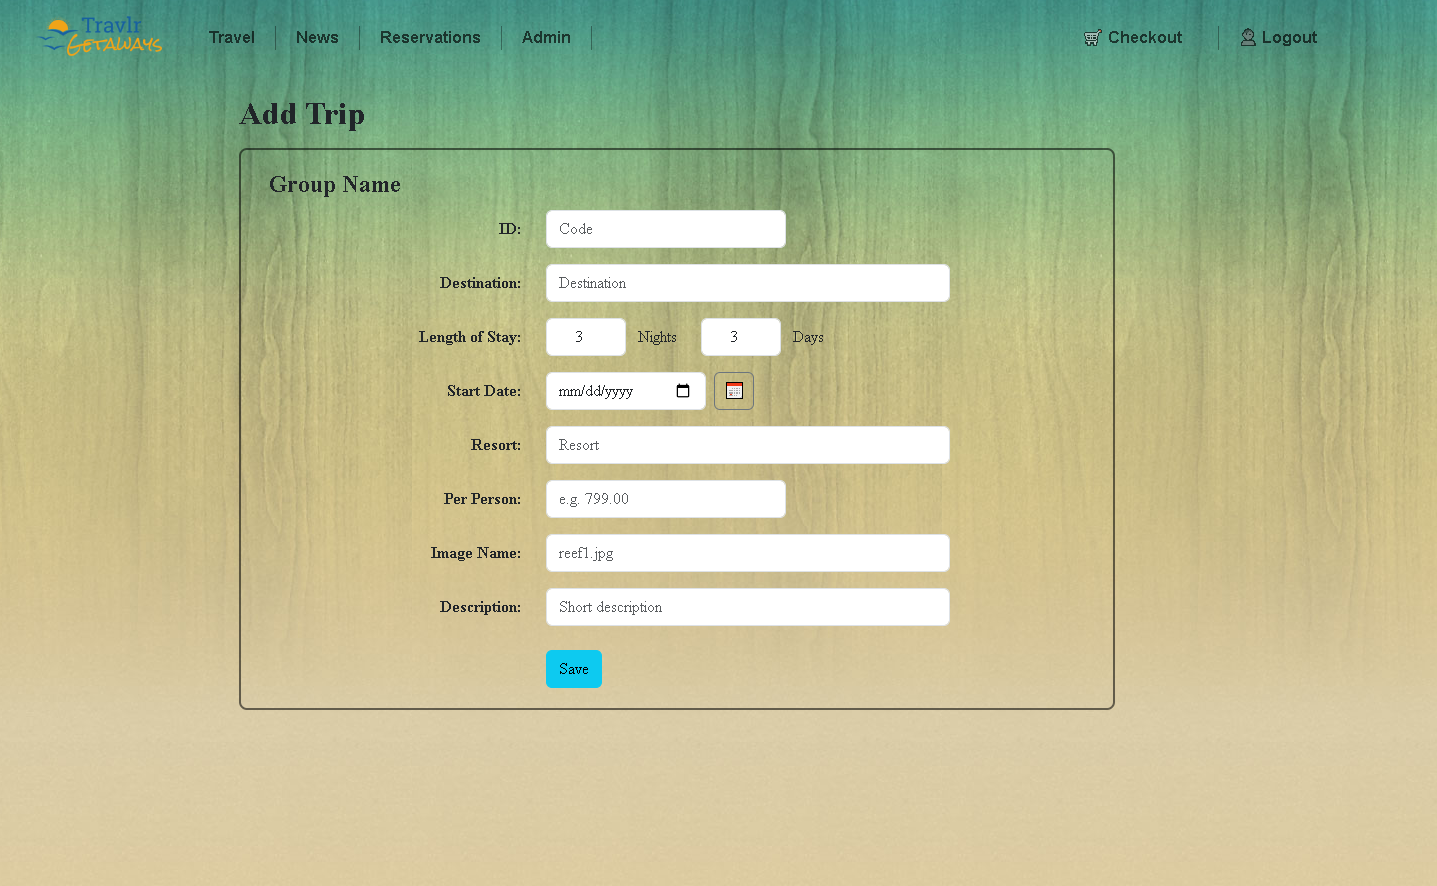 Travlr
Getaways
Travel News Reservations Admin Checkout Logout
Add Trip
Group Name
ID: Code
Destination: Destination
Length of Stay: 3 Nights 3 Days
Start Date: mm/dd/yyyy
Resort: Resort
Per Person: e.g. 799.00
Image Name: reef1.jpg
Description: Short description
Save